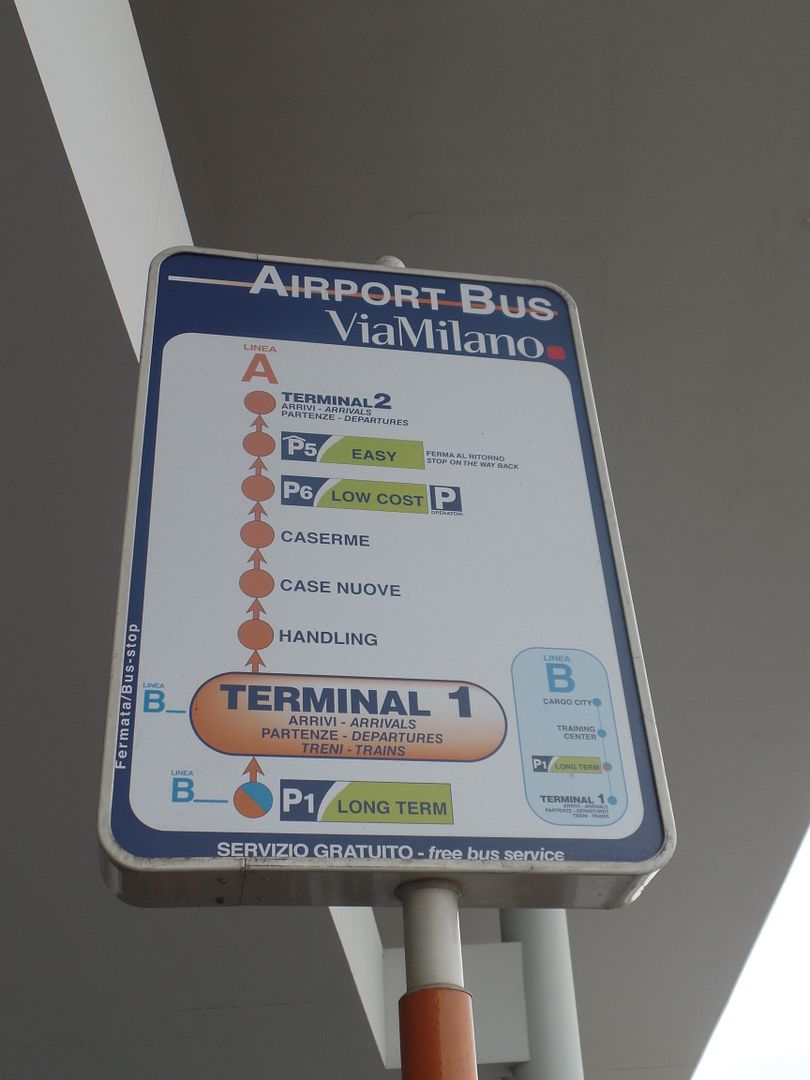 AIRPORT BUS
ViaMilano
LINEA
A
TERMINAL 2
ARRIVI - ARRIVALS
PARTENZE - DEPARTURES
P5 EASY
FERMA AL RITORNO
STOP ON THE WAY BACK
P6 LOW COST P
OPERATORI
CASERME
CASE NUOVE
HANDLING
LINEA
B
TERMINAL 1
ARRIVI - ARRIVALS
PARTENZE - DEPARTURES
TRENI - TRAINS
LINEA
B
P1 LONG TERM
LINEA
B
CARGO CITY
TRAINING
CENTER
P1 LONG TERM
TERMINAL 1
ARRIVI - ARRIVALS
PARTENZE - DEPARTURES
TRENI - TRAINS
Fermata/Bus-stop
SERVIZIO GRATUITO - free bus service